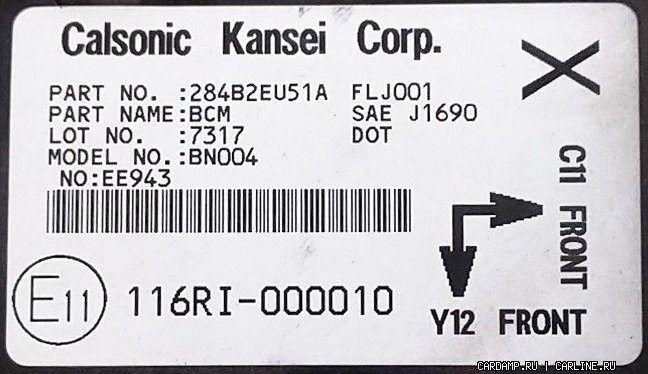 Calsonic Kansei Corp.
PART NO. :284B2EU51A FLJ001
PART NAME:BCM SAE J1690
LOT NO. :7317 DOT
MODEL NO.:BN004
NO:EE943
X
C11 FRONT
E11 116RI-000010
Y12 FRONT
CARDAMP.RU | CARLINE.RU